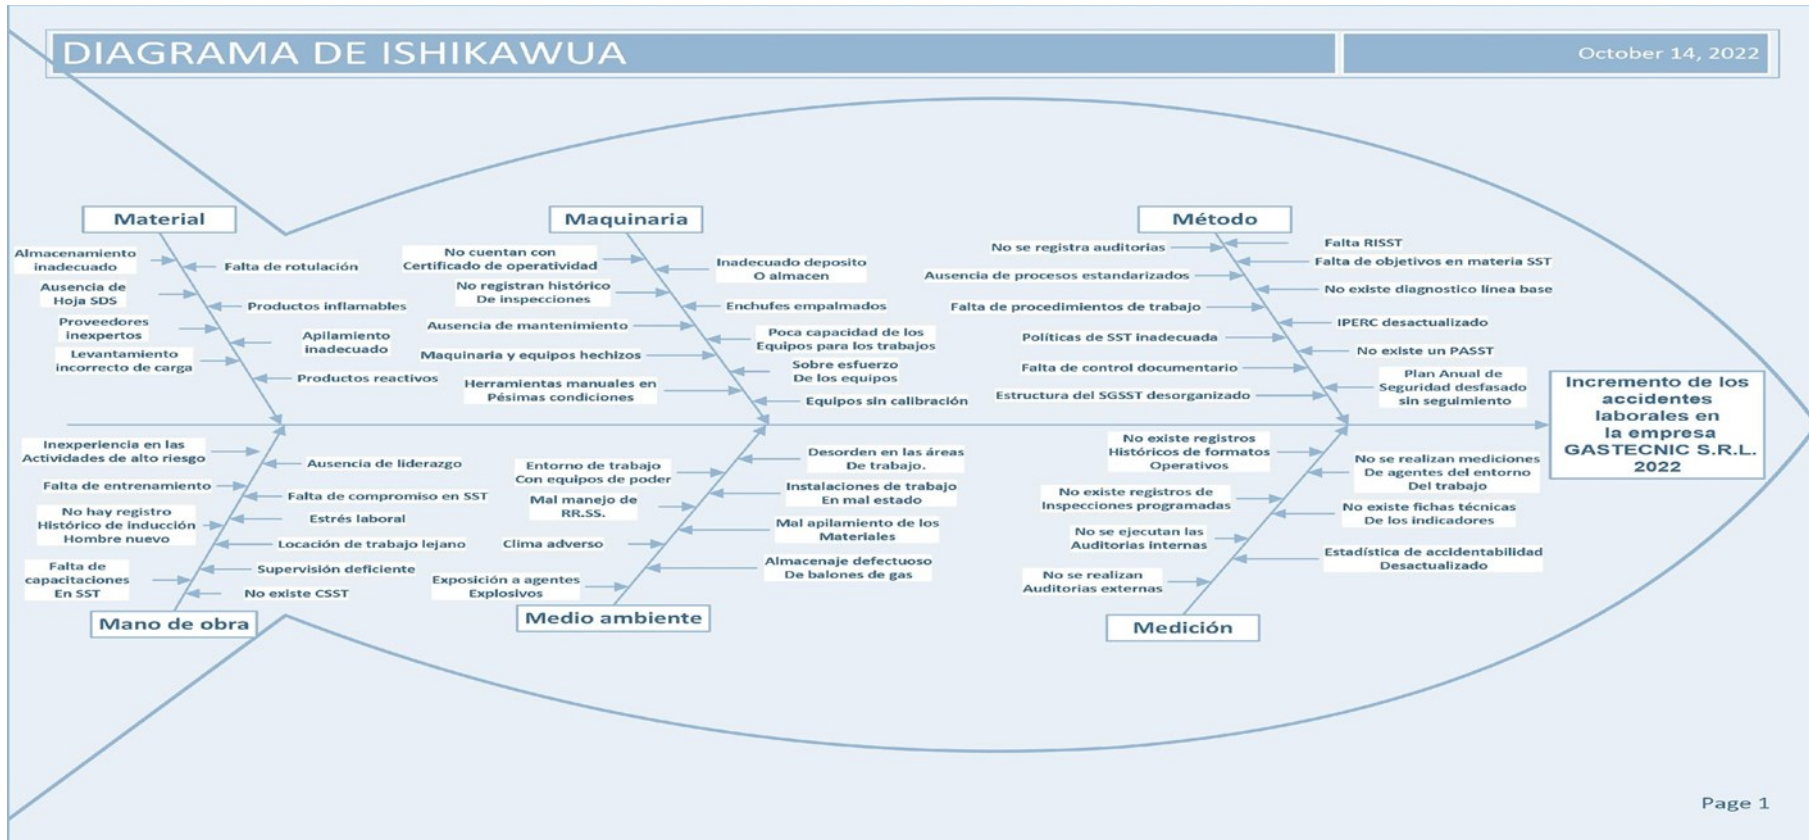 DIAGRAMA DE ISHIKAWUA
October 14, 2022
Material
Almacenamiento
inadecuado
Falta de rotulación
Ausencia de
Hoja SDS
Productos inflamables
Proveedores
inexpertos
Apilamiento
inadecuado
Levantamiento
incorrecto de carga
Productos reactivos
Maquinaria
No cuentan con
Certificado de operatividad
Inadecuado deposito
O almacen
No registran histórico
De inspecciones
Enchufes empalmados
Ausencia de mantenimiento
Poca capacidad de los
Equipos para los trabajos
Maquinaria y equipos hechizos
Sobre esfuerzo
De los equipos
Herramientas manuales en
Pésimas condiciones
Equipos sin calibración
Método
No se registra auditorias
Falta RISST
Falta de objetivos en materia SST
Ausencia de procesos estandarizados
No existe diagnostico línea base
Falta de procedimientos de trabajo
IPERC desactualizado
Políticas de SST inadecuada
No existe un PASST
Falta de control documentario
Plan Anual de
Seguridad desfasado
sin seguimiento
Estructura del SGSST desorganizado
Incremento de los
accidentes
laborales en
la empresa
GASTECNIC S.R.L.
2022
Inexperiencia en las
Actividades de alto riesgo
Ausencia de liderazgo
Falta de entrenamiento
Falta de compromiso en SST
No hay registro
Histórico de inducción
Hombre nuevo
Estrés laboral
Locación de trabajo lejano
Falta de
capacitaciones
En SST
Supervisión deficiente
No existe CSST
Mano de obra
Desorden en las áreas
De trabajo.
Entorno de trabajo
Con equipos de poder
Instalaciones de trabajo
En mal estado
Mal manejo de
RR.SS.
Mal apilamiento de los
Materiales
Clima adverso
Almacenaje defectuoso
De balones de gas
Exposición a agentes
Explosivos
Medio ambiente
No existe registros
Históricos de formatos
Operativos
No se realizan mediciones
De agentes del entorno
Del trabajo
No existe registros de
Inspecciones programadas
No existe fichas técnicas
De los indicadores
No se ejecutan las
Auditorias internas
Estadística de accidentabilidad
Desactualizado
No se realizan
Auditorias externas
Medición
Page 1